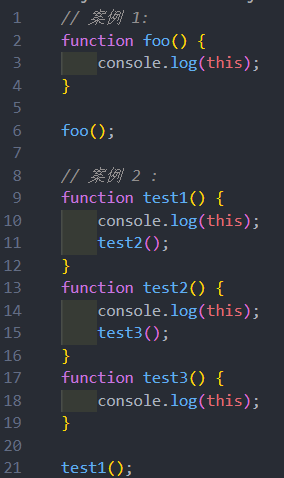 1 // 案例 1:
2 function foo() {
3     console.log(this);
4 }
5
6 foo();
7
8 // 案例 2 :
9 function test1() {
10     console.log(this);
11     test2();
12 }
13 function test2() {
14     console.log(this);
15     test3();
16 }
17 function test3() {
18     console.log(this);
19 }
20
21 test1();